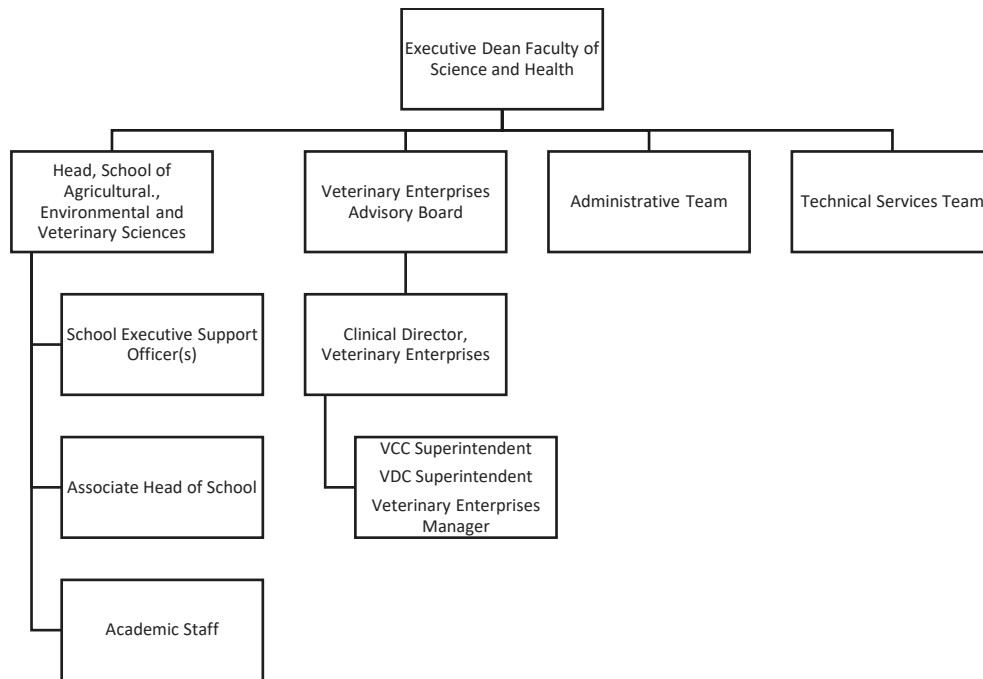 Executive Dean Faculty of
Science and Health
Head, School of
Agricultural.,
Environmental and
Veterinary Sciences
Veterinary Enterprises
Advisory Board
Administrative Team
Technical Services Team
School Executive Support
Officer(s)
Clinical Director,
Veterinary Enterprises
Associate Head of School
VCC Superintendent
VDC Superintendent
Veterinary Enterprises
Manager
Academic Staff